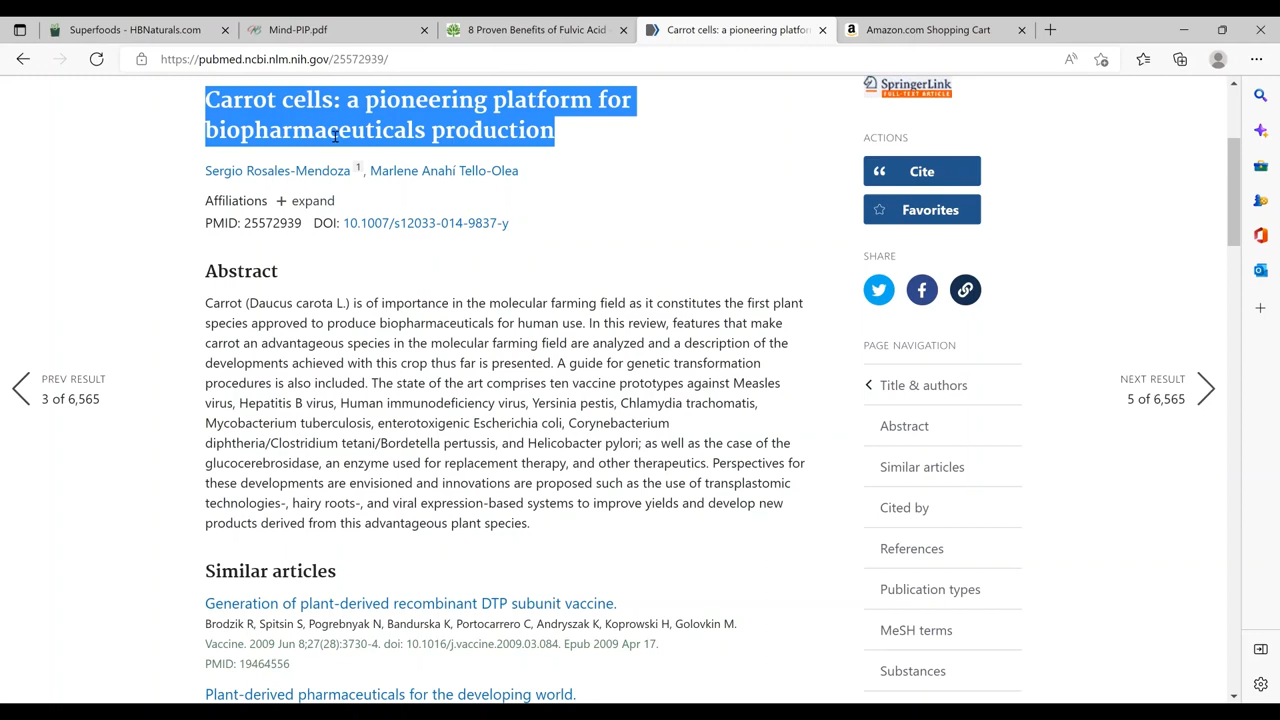 Superfoods - HBNaturals.com
Mind-PIP.pdf
8 Proven Benefits of Fulvic Acid
Carrot cells: a pioneering platfor
Amazon.com Shopping Cart
https://pubmed.ncbi.nlm.nih.gov/25572939/
Carrot cells: a pioneering platform for
biopharmaceuticals production
Sergio Rosales-Mendoza 1, Marlene Anahí Tello-Olea
Affiliations + expand
PMID: 25572939 DOI: 10.1007/s12033-014-9837-y
Abstract
Carrot (Daucus carota L.) is of importance in the molecular farming field as it constitutes the first plant
species approved to produce biopharmaceuticals for human use. In this review, features that make
carrot an advantageous species in the molecular farming field are analyzed and a description of the
developments achieved with this crop thus far is presented. A guide for genetic transformation
procedures is also included. The state of the art comprises ten vaccine prototypes against Measles
virus, Hepatitis B virus, Human immunodeficiency virus, Yersinia pestis, Chlamydia trachomatis,
Mycobacterium tuberculosis, enterotoxigenic Escherichia coli, Corynebacterium
diphtheria/Clostridium tetani/Bordetella pertussis, and Helicobacter pylori; as well as the case of the
glucocerebrosidase, an enzyme used for replacement therapy, and other therapeutics. Perspectives for
these developments are envisioned and innovations are proposed such as the use of transplastomic
technologies-, hairy roots-, and viral expression-based systems to improve yields and develop new
products derived from this advantageous plant species.
Similar articles
Generation of plant-derived recombinant DTP subunit vaccine.
Brodzik R, Spitsin S, Pogrebnyak N, Bandurska K, Portocarrero C, Andryszak K, Koprowski H, Golovkin M.
Vaccine. 2009 Jun 8;27(28):3730-4. doi: 10.1016/j.vaccine.2009.03.084. Epub 2009 Apr 17.
PMID: 19464556
Plant-derived pharmaceuticals for the developing world.
PREV RESULT
3 of 6,565
NEXT RESULT
5 of 6,565
SpringerLink
FULL-TEXT ARTICLE
ACTIONS
Cite
Favorites
SHARE
PAGE NAVIGATION
Title & authors
Abstract
Similar articles
Cited by
References
Publication types
MeSH terms
Substances